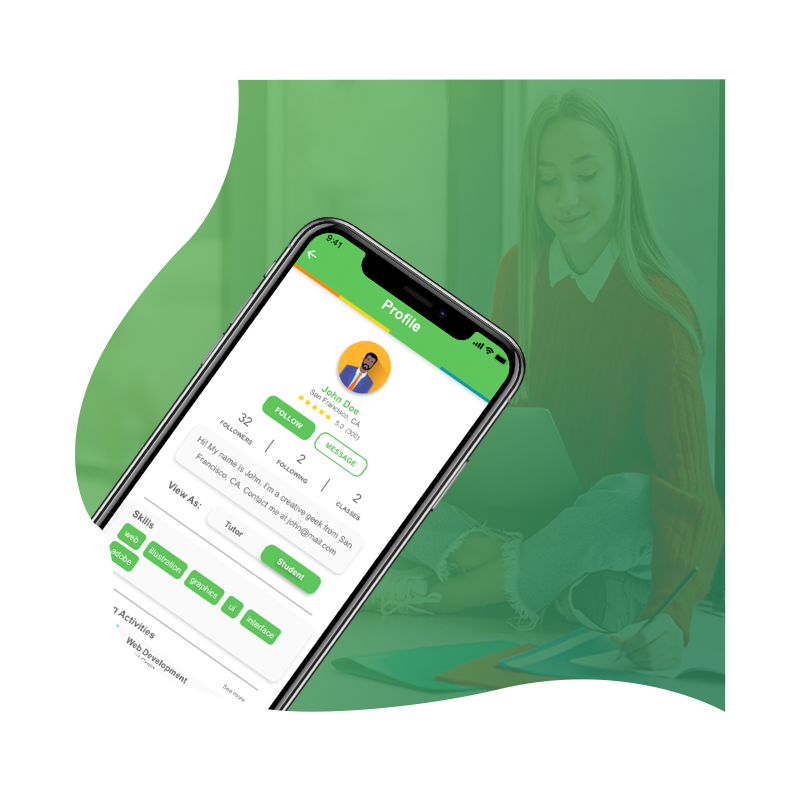 9:41
Profile
John Doe
San Francisco, CA
5.0 (300)
FOLLOW
MESSAGE
32
FOLLOWERS
2
FOLLOWING
2
CLASSES
Hi! My name is John. I'm a creative geek from San
Francisco, CA. Contact me at john@mail.com
View As:
Tutor
Student
Skills
web
illustration
graphics
ui
interface
adobe
Activities
Web Development
See more